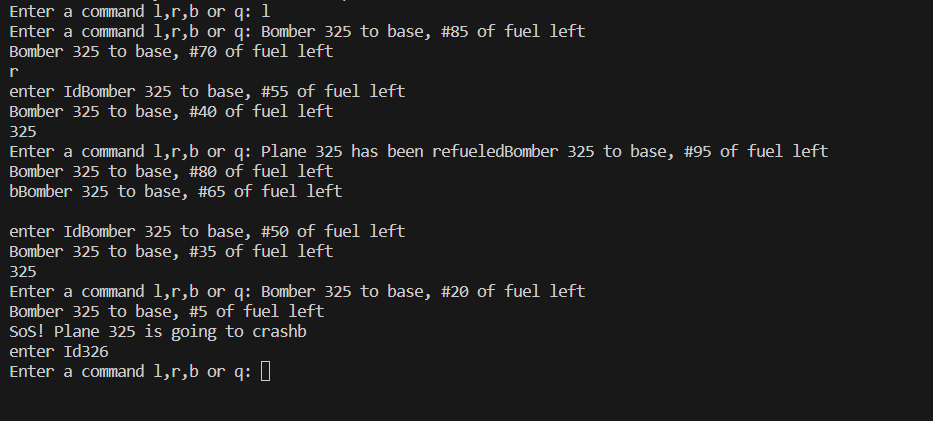 Enter a command l,r,b or q: l
Enter a command l,r,b or q: Bomber 325 to base, #85 of fuel left
Bomber 325 to base, #70 of fuel left
r
enter IdBomber 325 to base, #55 of fuel left
Bomber 325 to base, #40 of fuel left
325
Enter a command l,r,b or q: Plane 325 has been refueledBomber 325 to base, #95 of fuel left
Bomber 325 to base, #80 of fuel left
bBomber 325 to base, #65 of fuel left

enter IdBomber 325 to base, #50 of fuel left
Bomber 325 to base, #35 of fuel left
325
Enter a command l,r,b or q: Bomber 325 to base, #20 of fuel left
Bomber 325 to base, #5 of fuel left
SoS! Plane 325 is going to crashb
enter Id326
Enter a command l,r,b or q: